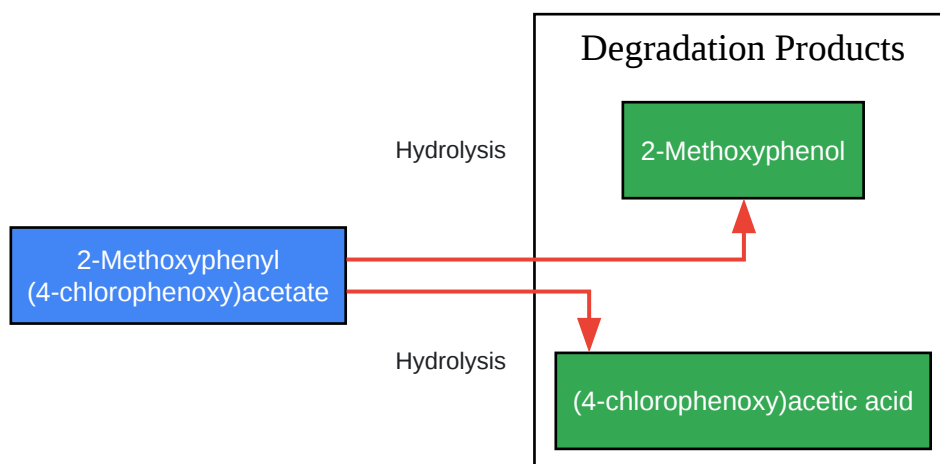 Degradation Products
Hydrolysis
2-Methoxyphenol
2-Methoxyphenyl
(4-chlorophenoxy)acetate
Hydrolysis
(4-chlorophenoxy)acetic acid